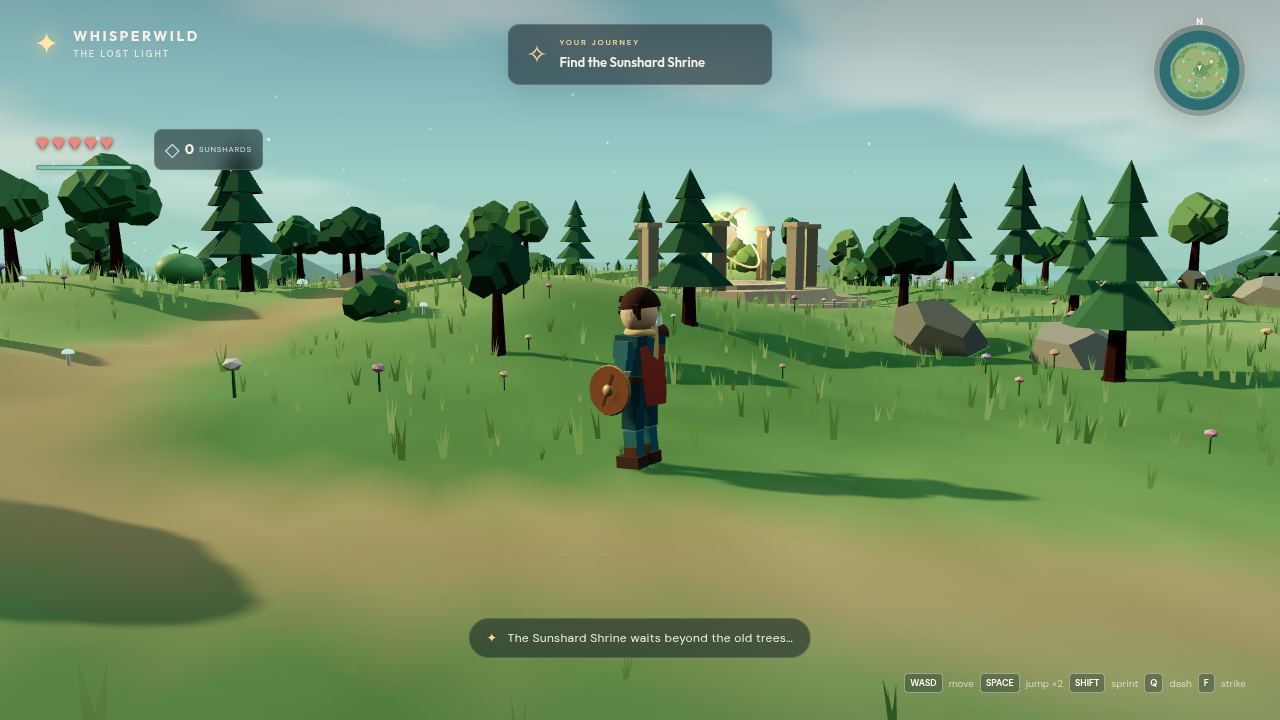 WHISPERWILD
THE LOST LIGHT
YOUR JOURNEY
Find the Sunshard Shrine
N
0 SUNSHARDS
The Sunshard Shrine waits beyond the old trees...
WASD move SPACE jump ×2 SHIFT sprint Q dash F strike